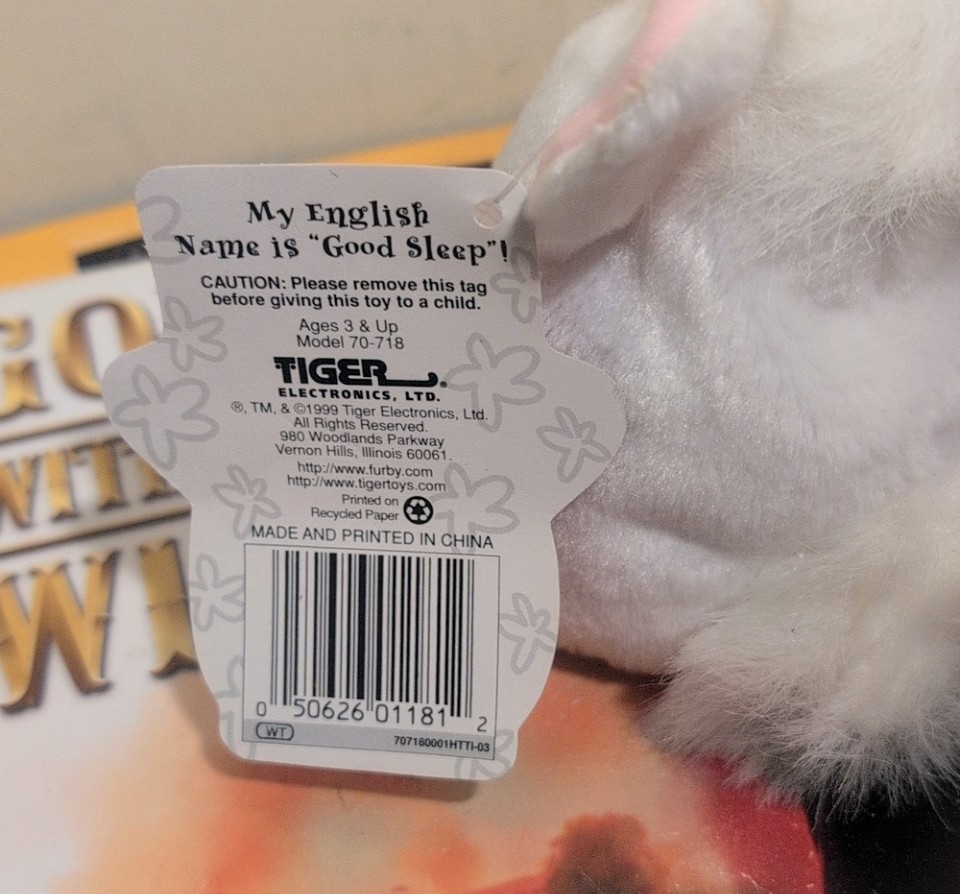 My English
Name is "Good Sleep"!
CAUTION: Please remove this tag
before giving this toy to a child.
Ages 3 & Up
Model 70-718
TIGER®
ELECTRONICS, LTD.
®, TM, & ©1999 Tiger Electronics, Ltd.
All Rights Reserved.
980 Woodlands Parkway
Vernon Hills, Illinois 60061.
http://www.furby.com
http://www.tigertoys.com
Printed on
Recycled Paper
MADE AND PRINTED IN CHINA
0 50626 01181 2
WT
707180001HTTI-03
GO
WIT
WI